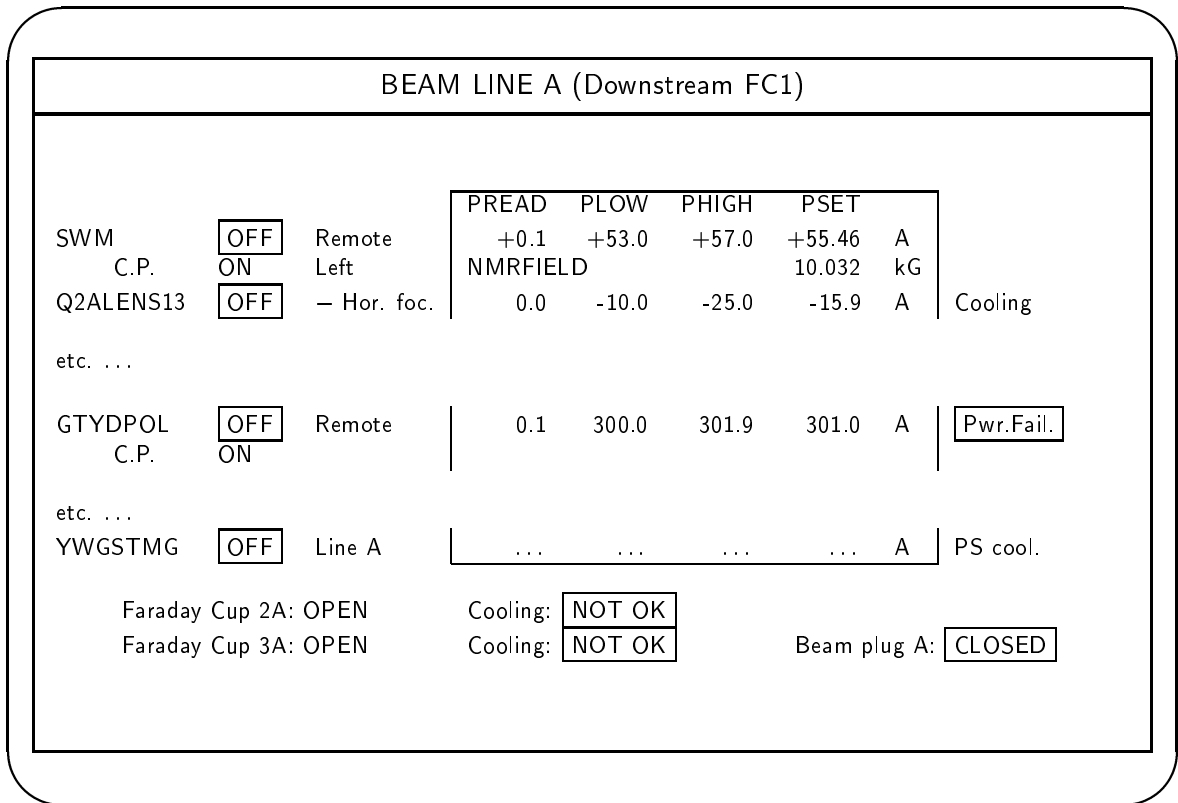 BEAM LINE A (Downstream FC1)
PREAD PLOW PHIGH PSET
SWM OFF Remote +0.1 +53.0 +57.0 +55.46 A
C.P. ON Left NMRFIELD 10.032 kG
Q2ALENS13 OFF – Hor. foc. 0.0 -10.0 -25.0 -15.9 A Cooling
etc. ...
GTYDPOL OFF Remote 0.1 300.0 301.9 301.0 A Pwr.Fail.
C.P. ON
etc. ...
YWGSTMG OFF Line A ... ... ... ... A PS cool.
Faraday Cup 2A: OPEN Cooling: NOT OK
Faraday Cup 3A: OPEN Cooling: NOT OK Beam plug A: CLOSED